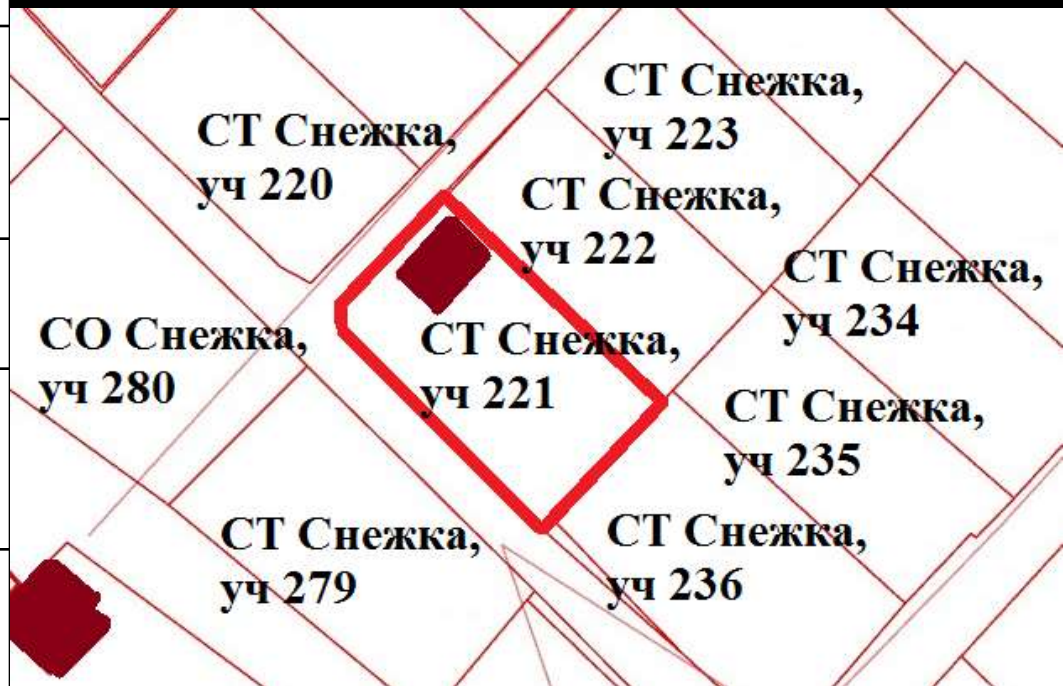 СТ Снежка,
уч 223
СТ Снежка,
уч 220
СТ Снежка,
уч 222
СТ Снежка,
уч 234
СО Снежка,
уч 280
СТ Снежка,
уч 221
СТ Снежка,
уч 235
СТ Снежка,
уч 279
СТ Снежка,
уч 236